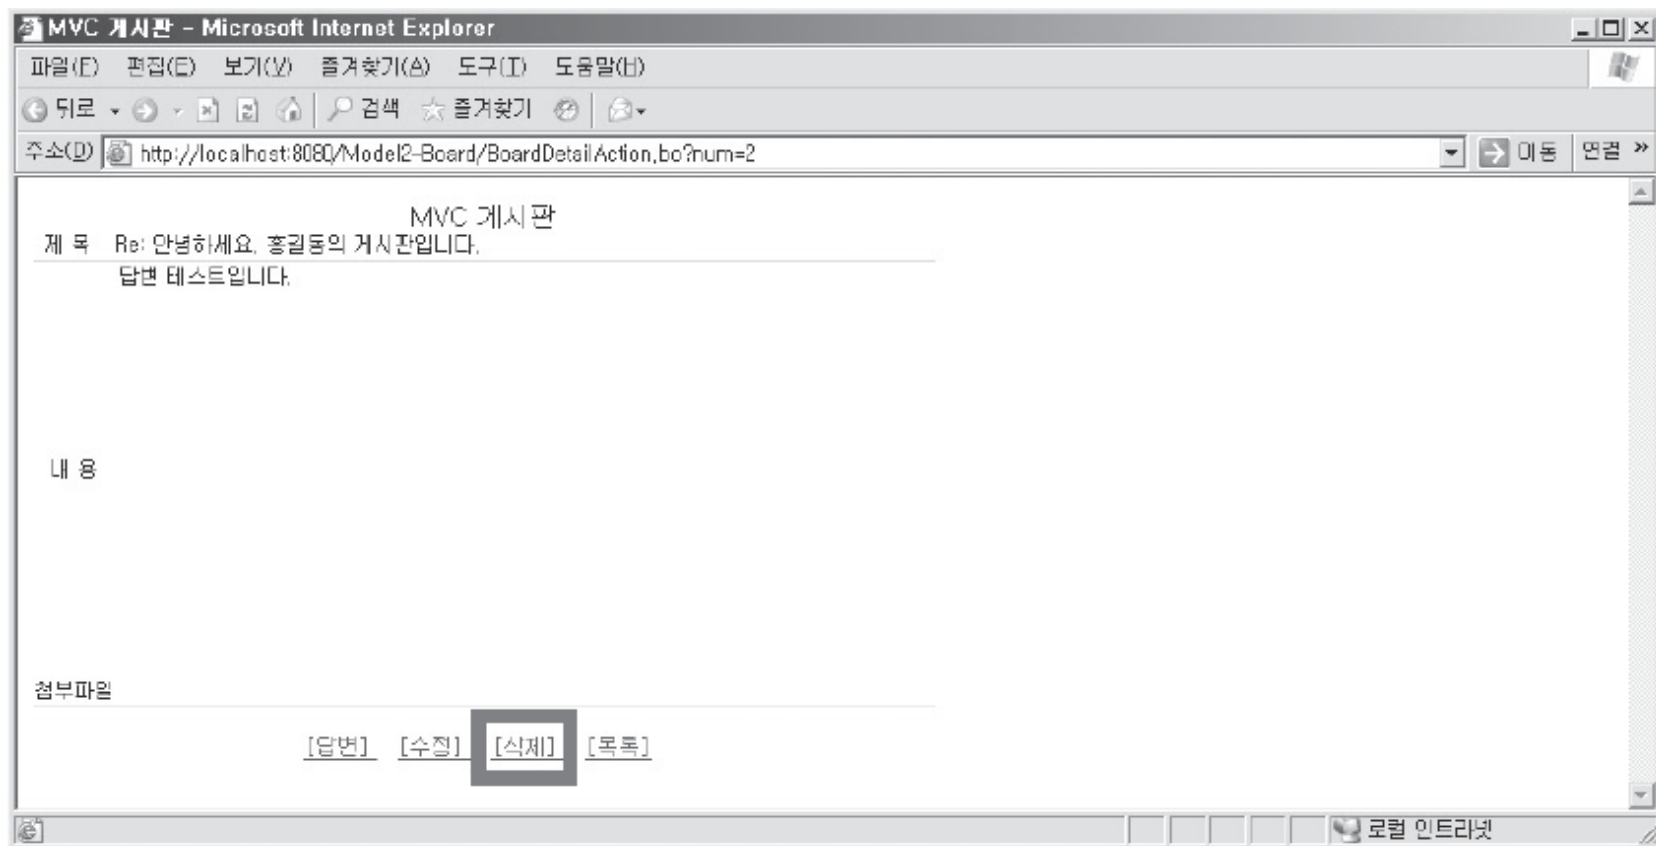 MVC 게시판 - Microsoft Internet Explorer
파일(F) 편집(E) 보기(V) 즐겨찾기(A) 도구(T) 도움말(H)
뒤로 검색 즐겨찾기
주소(D) http://localhost:8080/Model2-Board/BoardDetailAction.bo?num=2 이동 연결 »
MVC 게시판
제 목 Re: 안녕하세요. 홍길동의 게시판입니다.
답변 테스트입니다.
내 용
첨부파일
[답변] [수정] [삭제] [목록]
로컬 인트라넷